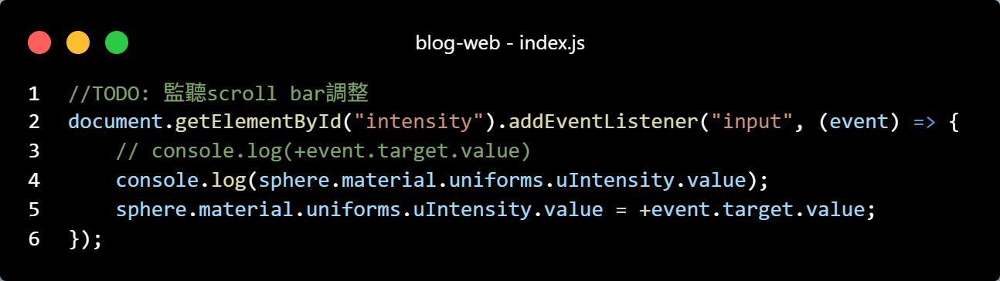 blog-web - index.js
1 //TODO: 監聽scroll bar調整
2 document.getElementById("intensity").addEventListener("input", (event) => {
3     // console.log(+event.target.value)
4     console.log(sphere.material.uniforms.uIntensity.value);
5     sphere.material.uniforms.uIntensity.value = +event.target.value;
6 });